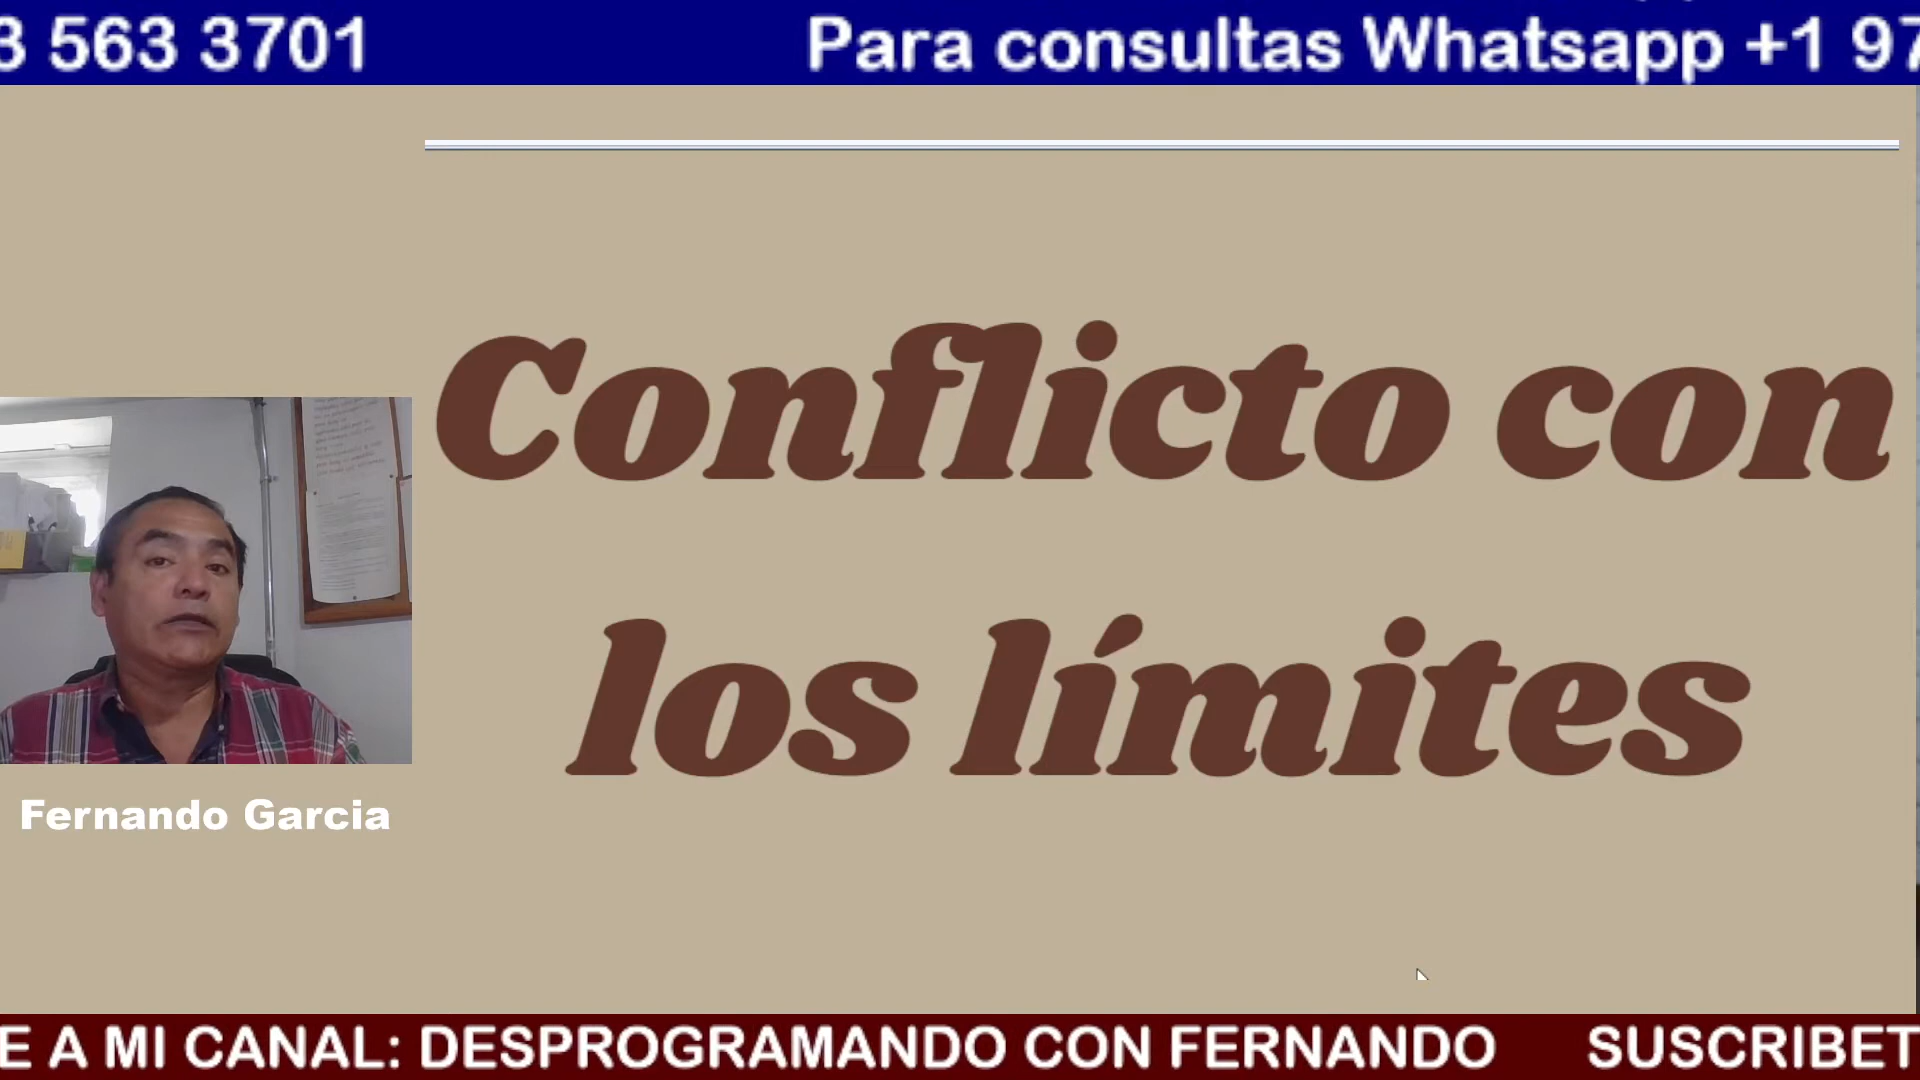 3 563 3701 Para consultas Whatsapp +1 97
Conflicto con
los límites
Fernando Garcia
E A MI CANAL: DESPROGRAMANDO CON FERNANDO SUSCRIBET